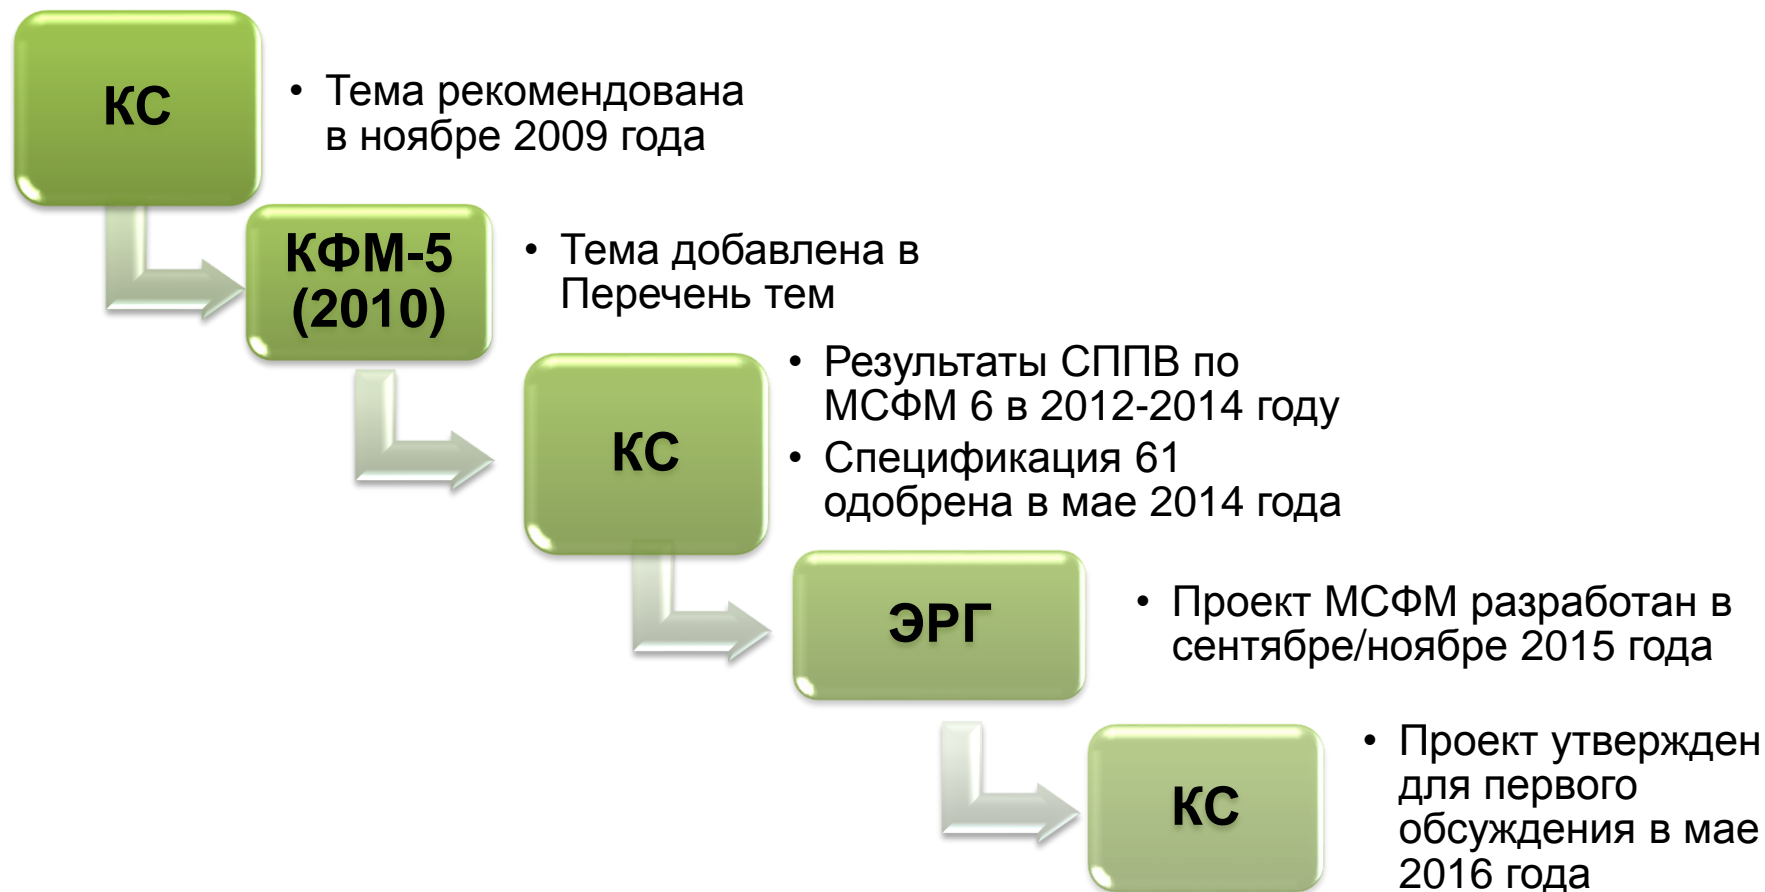 КС
• Тема рекомендована
в ноябре 2009 года
КФМ-5
(2010)
• Тема добавлена в
Перечень тем
КС
• Результаты СППВ по
МСФМ 6 в 2012-2014 году
• Спецификация 61
одобрена в мае 2014 года
ЭРГ
• Проект МСФМ разработан в
сентябре/ноябре 2015 года
КС
• Проект утвержден
для первого
обсуждения в мае
2016 года